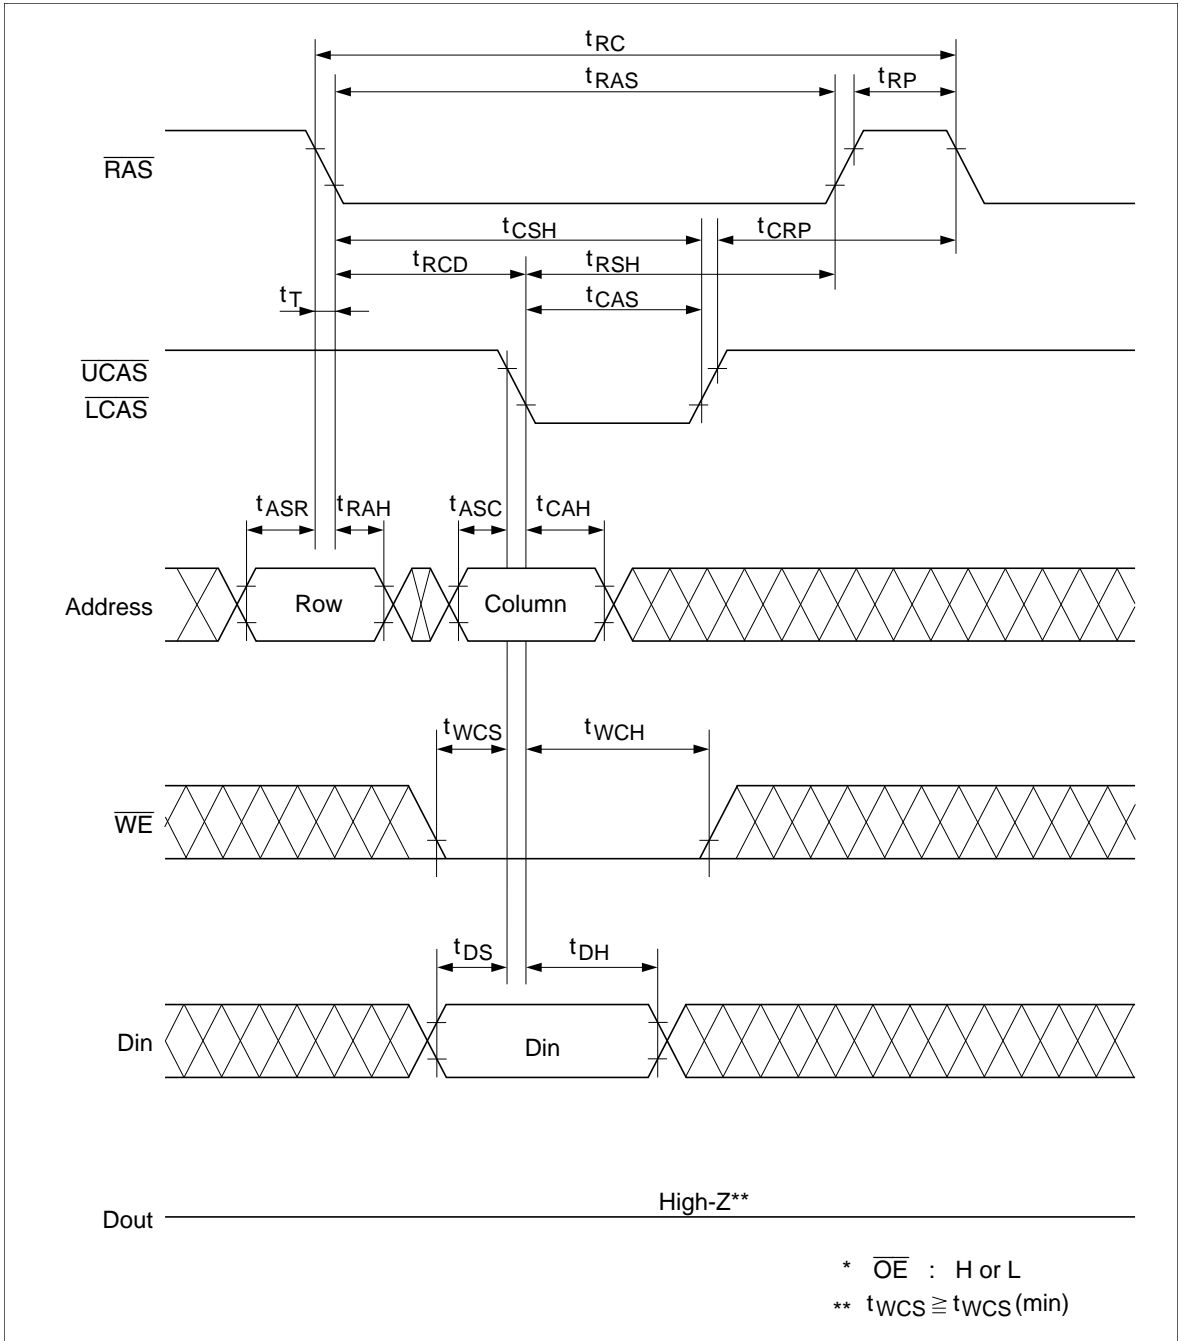 tRC
tRAS
tRP
RAS
tCSH
tCRP
tRCD
tRSH
tT
tCAS
UCAS
LCAS
tASR
tRAH
tASC
tCAH
Address
Row
Column
tWCS
tWCH
WE
tDS
tDH
Din
Din
High-Z**
Dout
* OE : H or L
** tWCS ≧ tWCS(min)